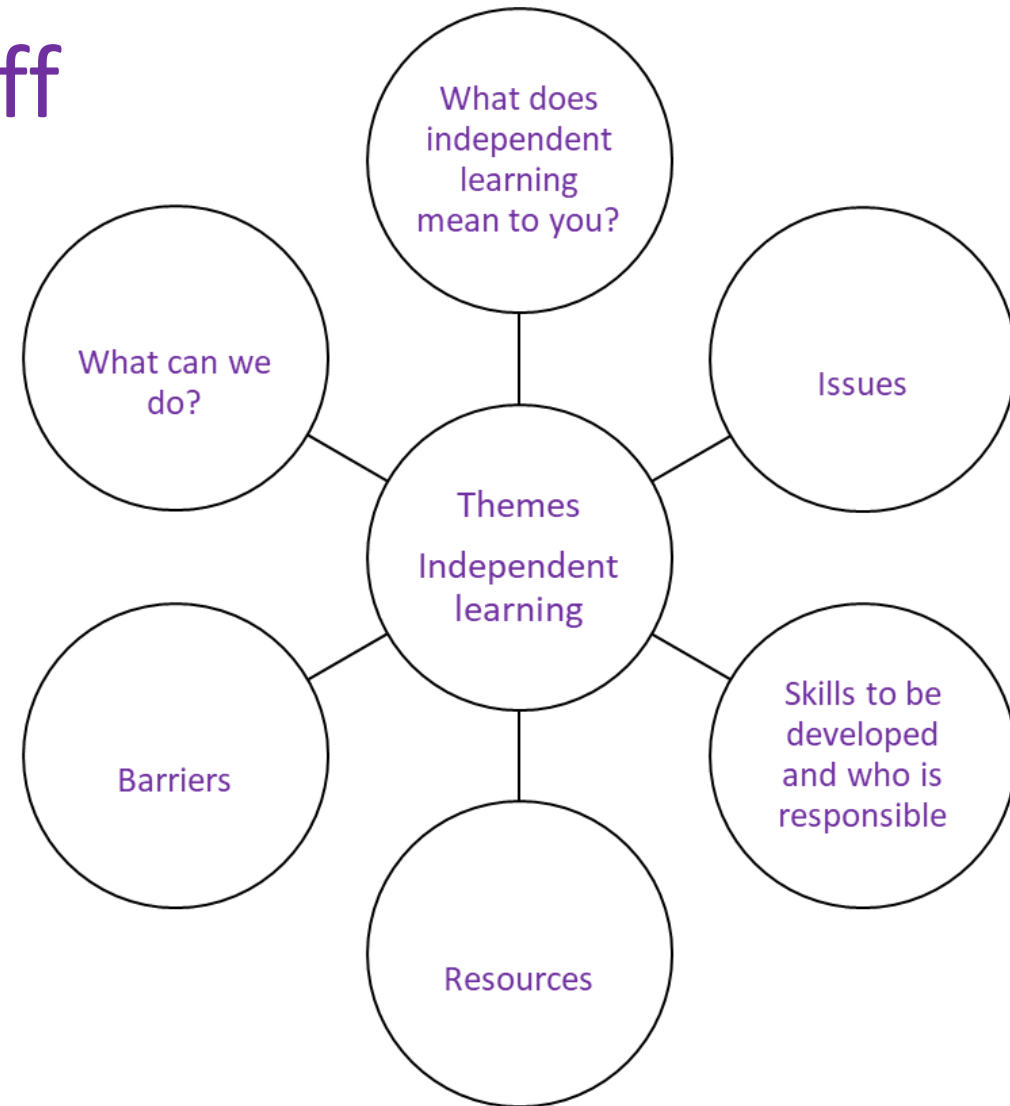 ff
What does
independent
learning
mean to you?
Issues
Skills to be
developed
and who is
responsible
Resources
Barriers
What can we
do?
Themes
Independent
learning